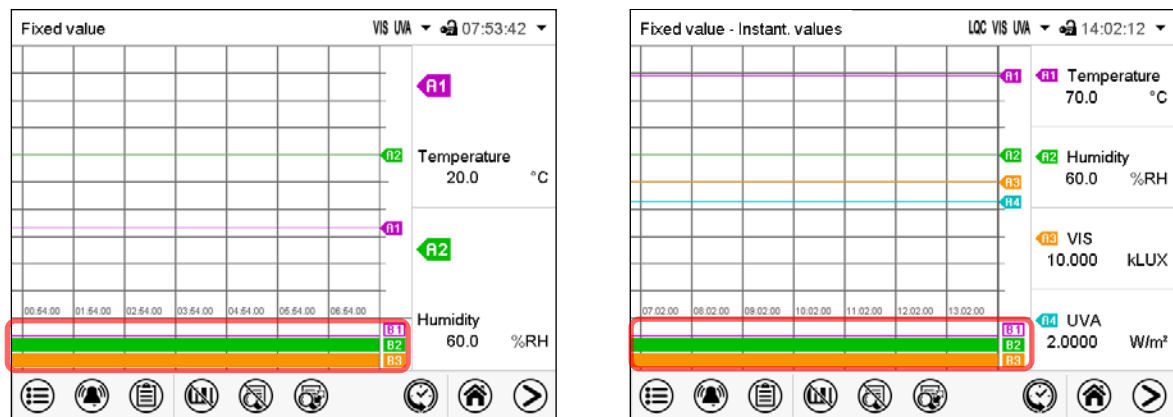 Fixed value VIS UVA 07:53:42
A1
A2
Temperature
20.0 °C
A1
A2
00:54:00 01:54:00 02:54:00 03:54:00 04:54:00 05:54:00 06:54:00
Humidity
B1
B2
60.0 %RH
B3
Fixed value - Instant. values LQC VIS UVA 14:02:12
A1
A1 Temperature
70.0 °C
A2
A2 Humidity
60.0 %RH
A3
A4
A3 VIS
10.000 kLUX
07:02:00 08:02:00 09:02:00 10:02:00 11:02:00 12:02:00 13:02:00
A4 UVA
B1
B2
2.0000 W/m²
B3